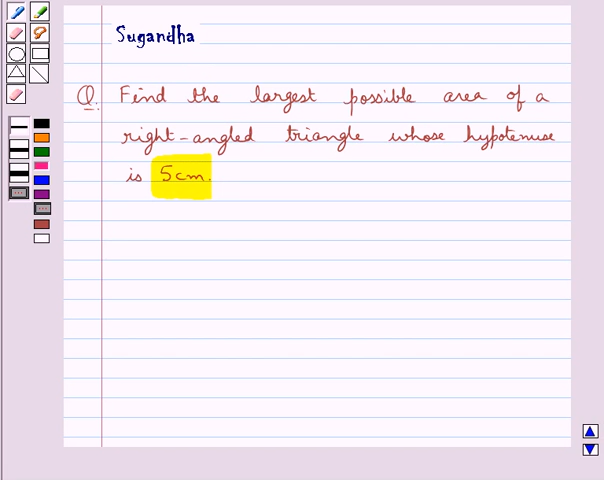 Sugandha
Q. Find the largest possible area of a
right-angled triangle whose hypotenuse
is 5cm.